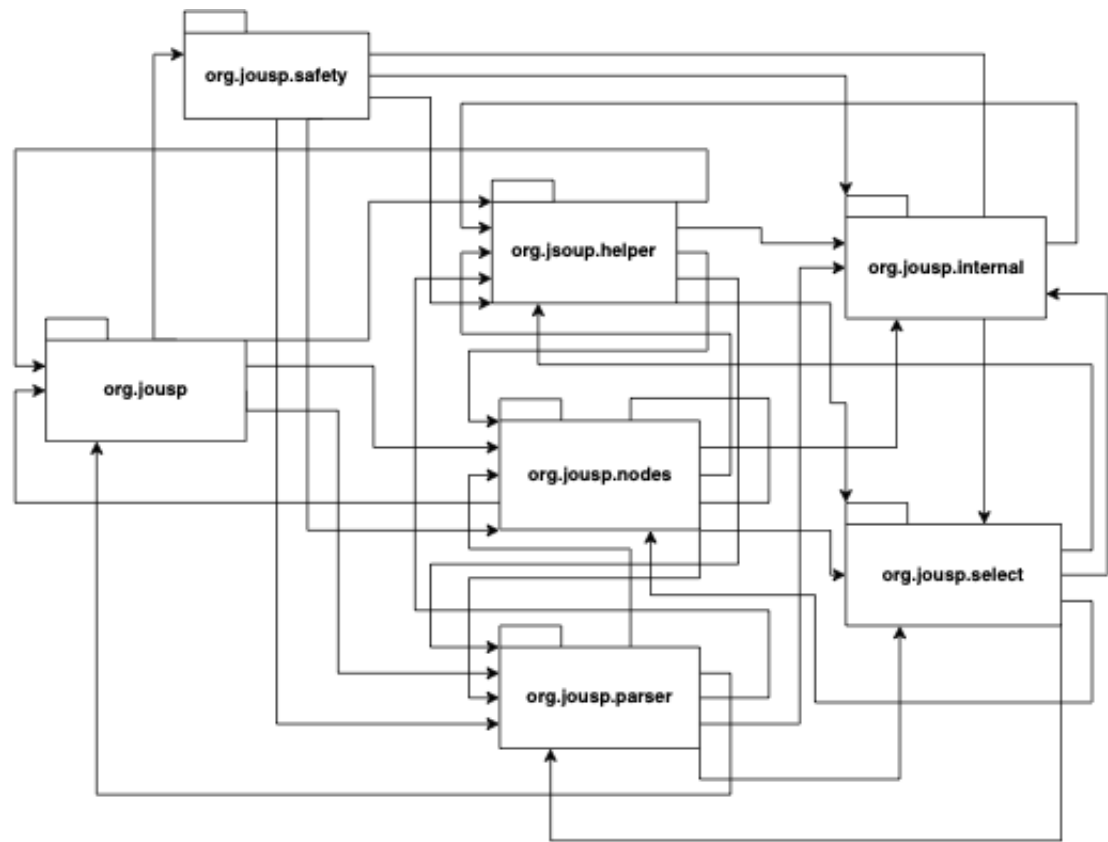 org.jousp.safety
org.jsoup.helper
org.jousp.internal
org.jousp
org.jousp.nodes
org.jousp.select
org.jousp.parser